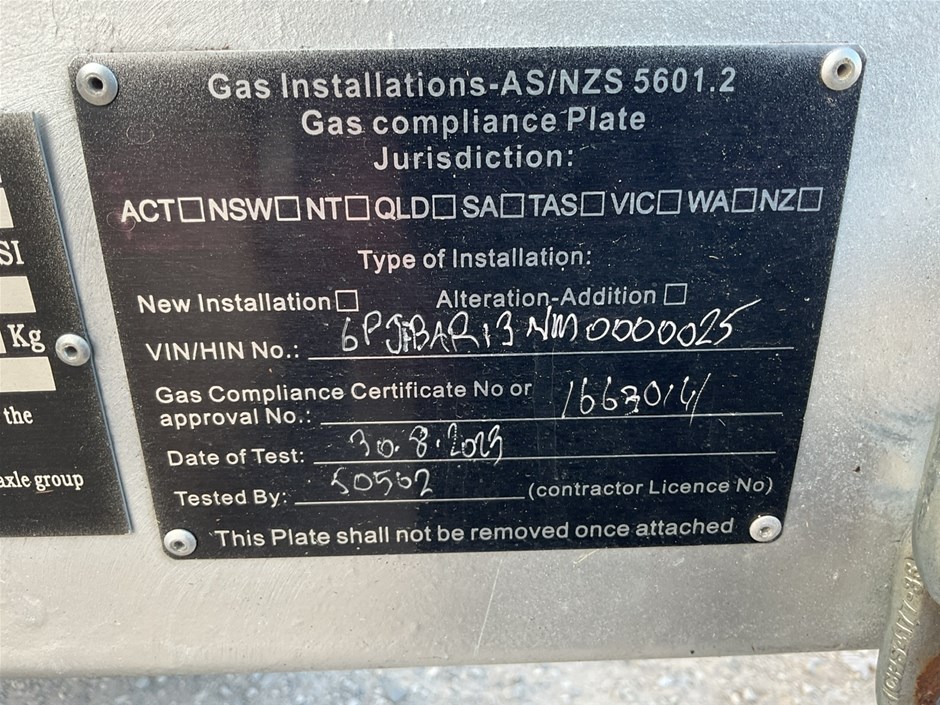 Gas Installations-AS/NZS 5601.2
Gas compliance Plate
Jurisdiction:
ACT☐NSW☐NT☐QLD☐SA☐TAS☐VIC☐WA☐NZ☐
Type of Installation:
New Installation☐ Alteration-Addition☐
VIN/HIN No.: 6PJBAR13NM0000025
Gas Compliance Certificate No or
approval No.:
Date of Test: 30.8.2023
Tested By: 50502 (contractor Licence No)
This Plate shall not be removed once attached
SI
Kg
the
axle group